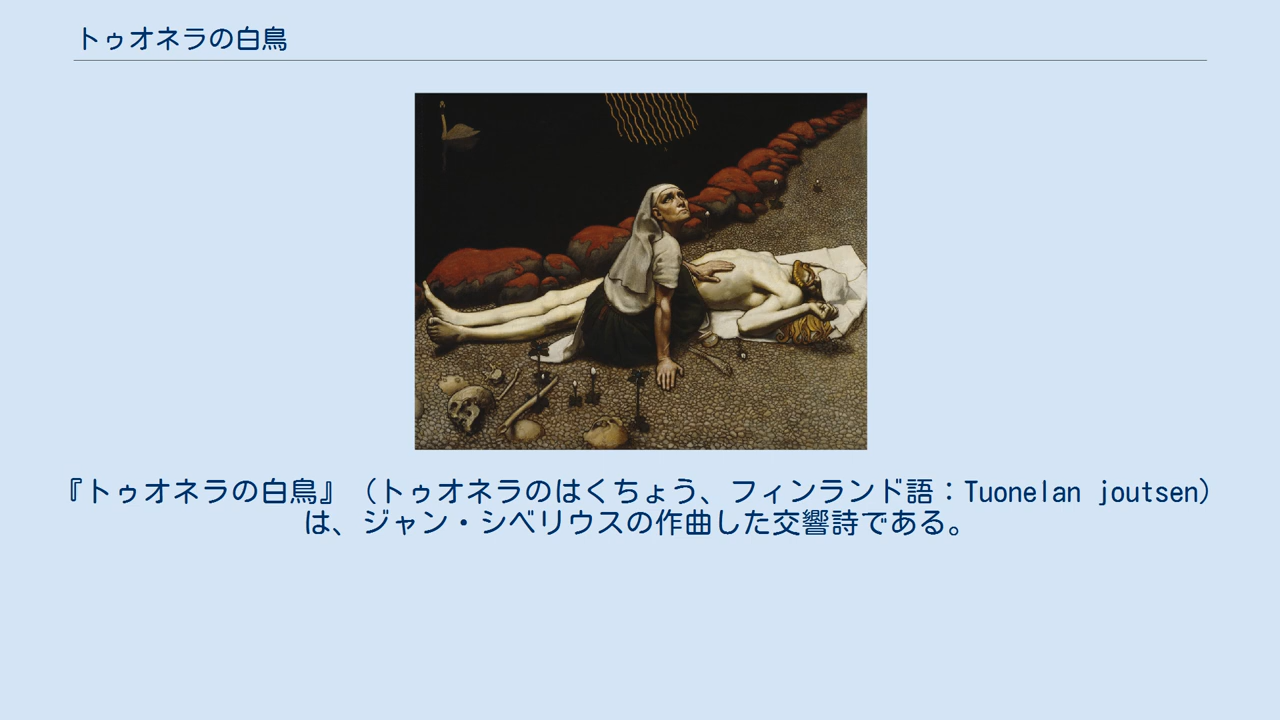 トゥオネラの白鳥
『トゥオネラの白鳥』（トゥオネラのはくちょう、フィンランド語：Tuonelan joutsen）
は、ジャン・シベリウスの作曲した交響詩である。